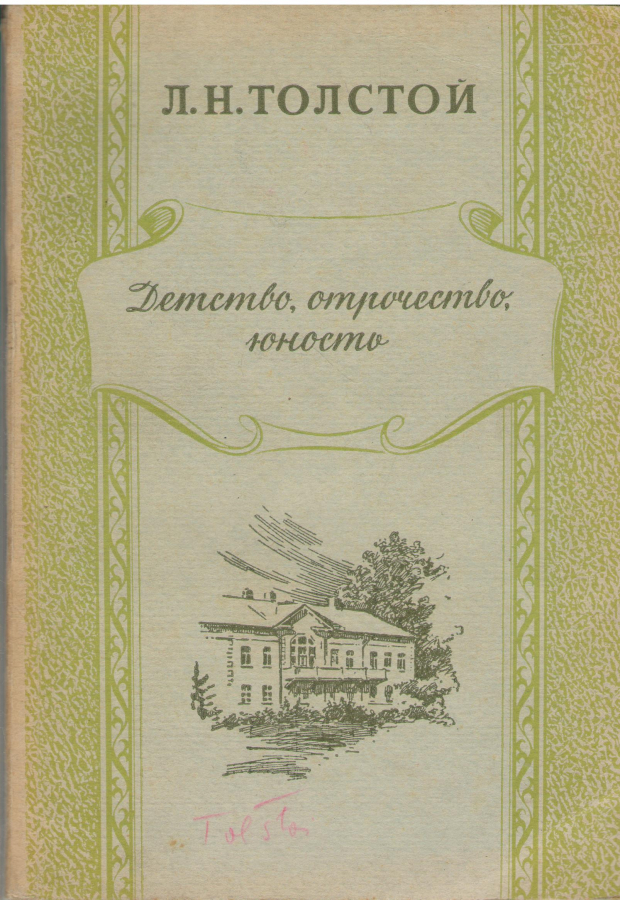 Л.Н.ТОЛСТОЙ
Детство, отрочество,
юность
Tolstoi